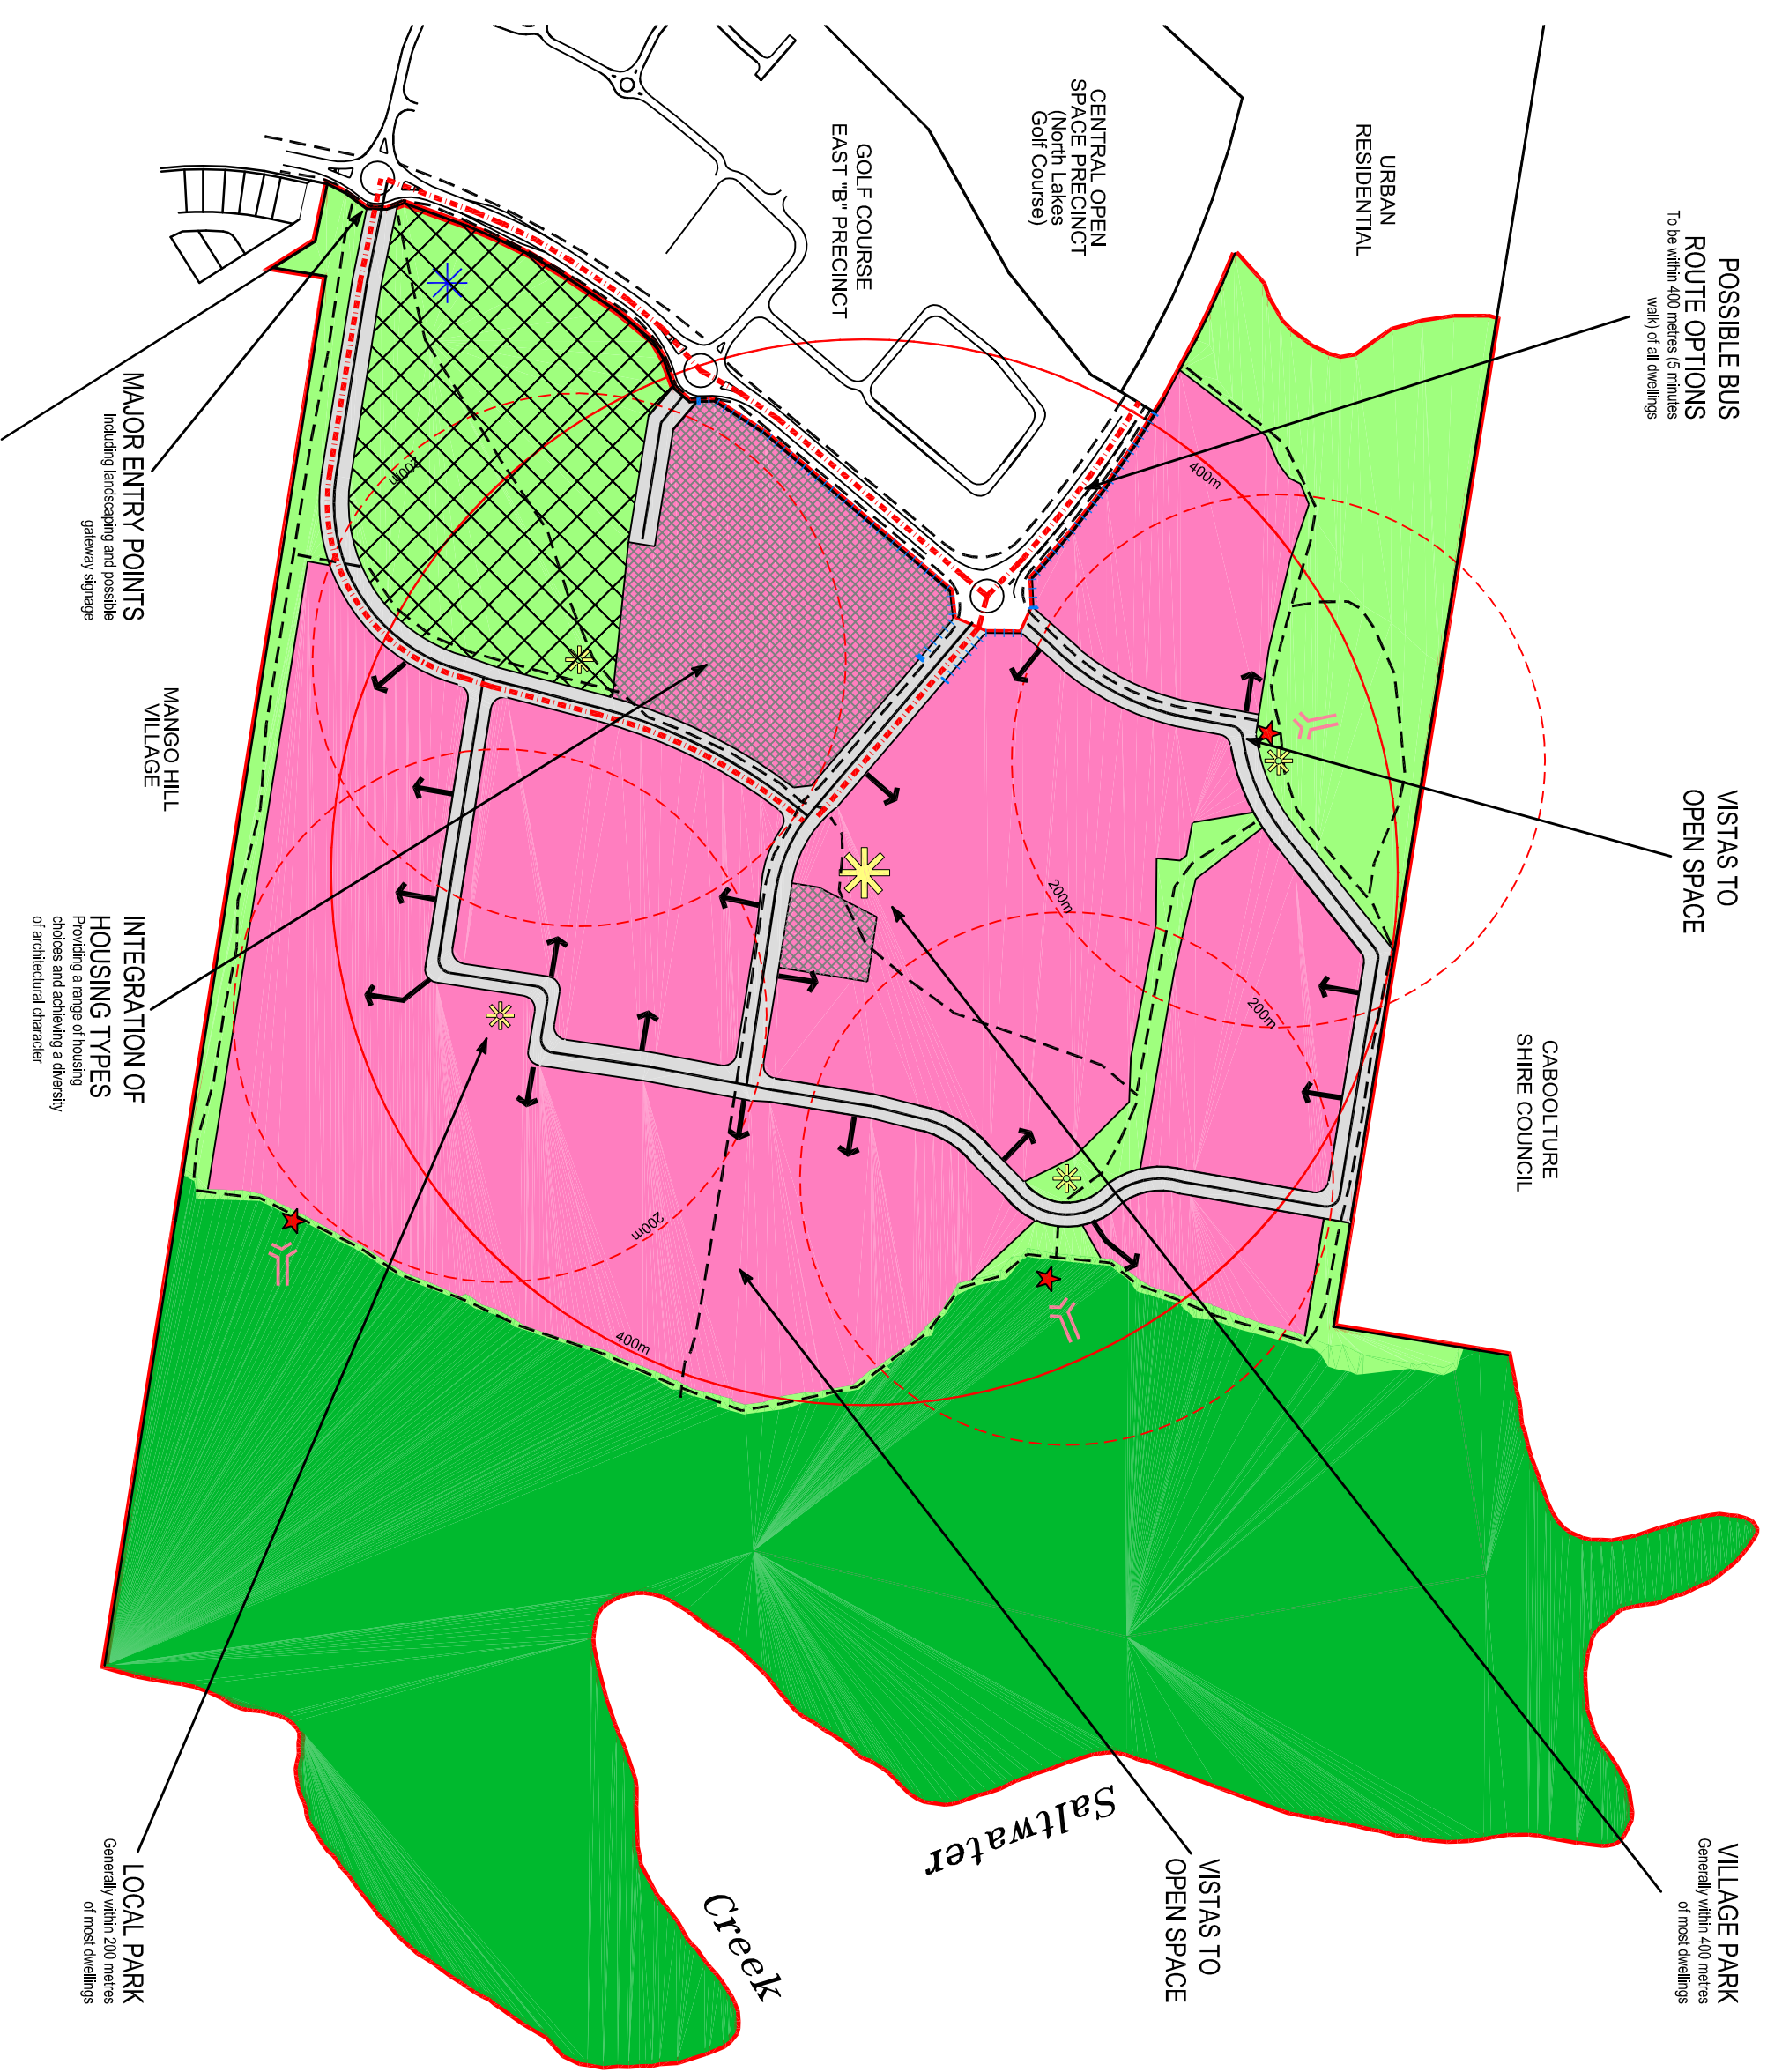 POSSIBLE BUS
ROUTE OPTIONS
To be within 400 metres (5 minutes
walk) of all dwellings
VISTAS TO
OPEN SPACE
VILLAGE PARK
Generally within 400 metres
of most dwellings
URBAN
RESIDENTIAL
CABOOLTURE
SHIRE COUNCIL
CENTRAL OPEN
SPACE PRECINCT
(North Lakes
Golf Course)
GOLF COURSE
EAST "B" PRECINCT
400m
200m
200m
200m
200m
400m
VISTAS TO
OPEN SPACE
Saltwater
Creek
MANGO HILL
VILLAGE
MAJOR ENTRY POINTS
Including landscaping and possible
gateway signage
INTEGRATION OF
HOUSING TYPES
Providing a range of housing
choices and achieving a diversity
of architectural character
LOCAL PARK
Generally within 200 metres
of most dwellings